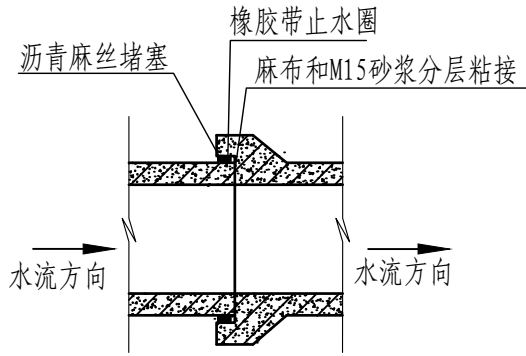 橡胶带止水圈
沥青麻丝堵塞
麻布和M15砂浆分层粘接
水流方向
水流方向